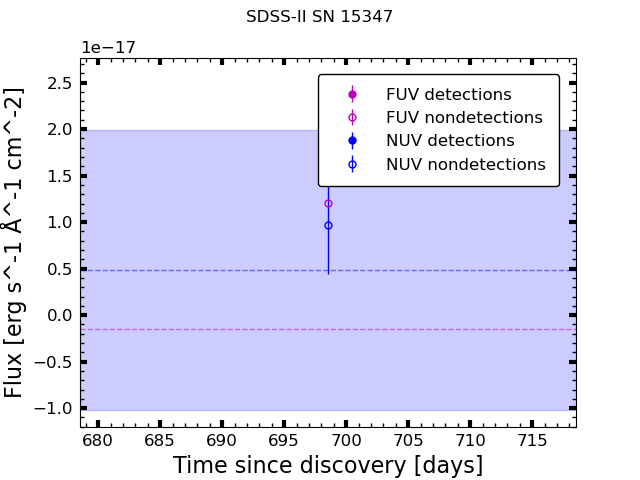 SDSS-II SN 15347
1e−17
FUV detections
FUV nondetections
NUV detections
NUV nondetections
2.5
2.0
1.5
1.0
0.5
0.0
−0.5
−1.0
Flux [erg s^-1 Å^-1 cm^-2]
680 685 690 695 700 705 710 715
Time since discovery [days]